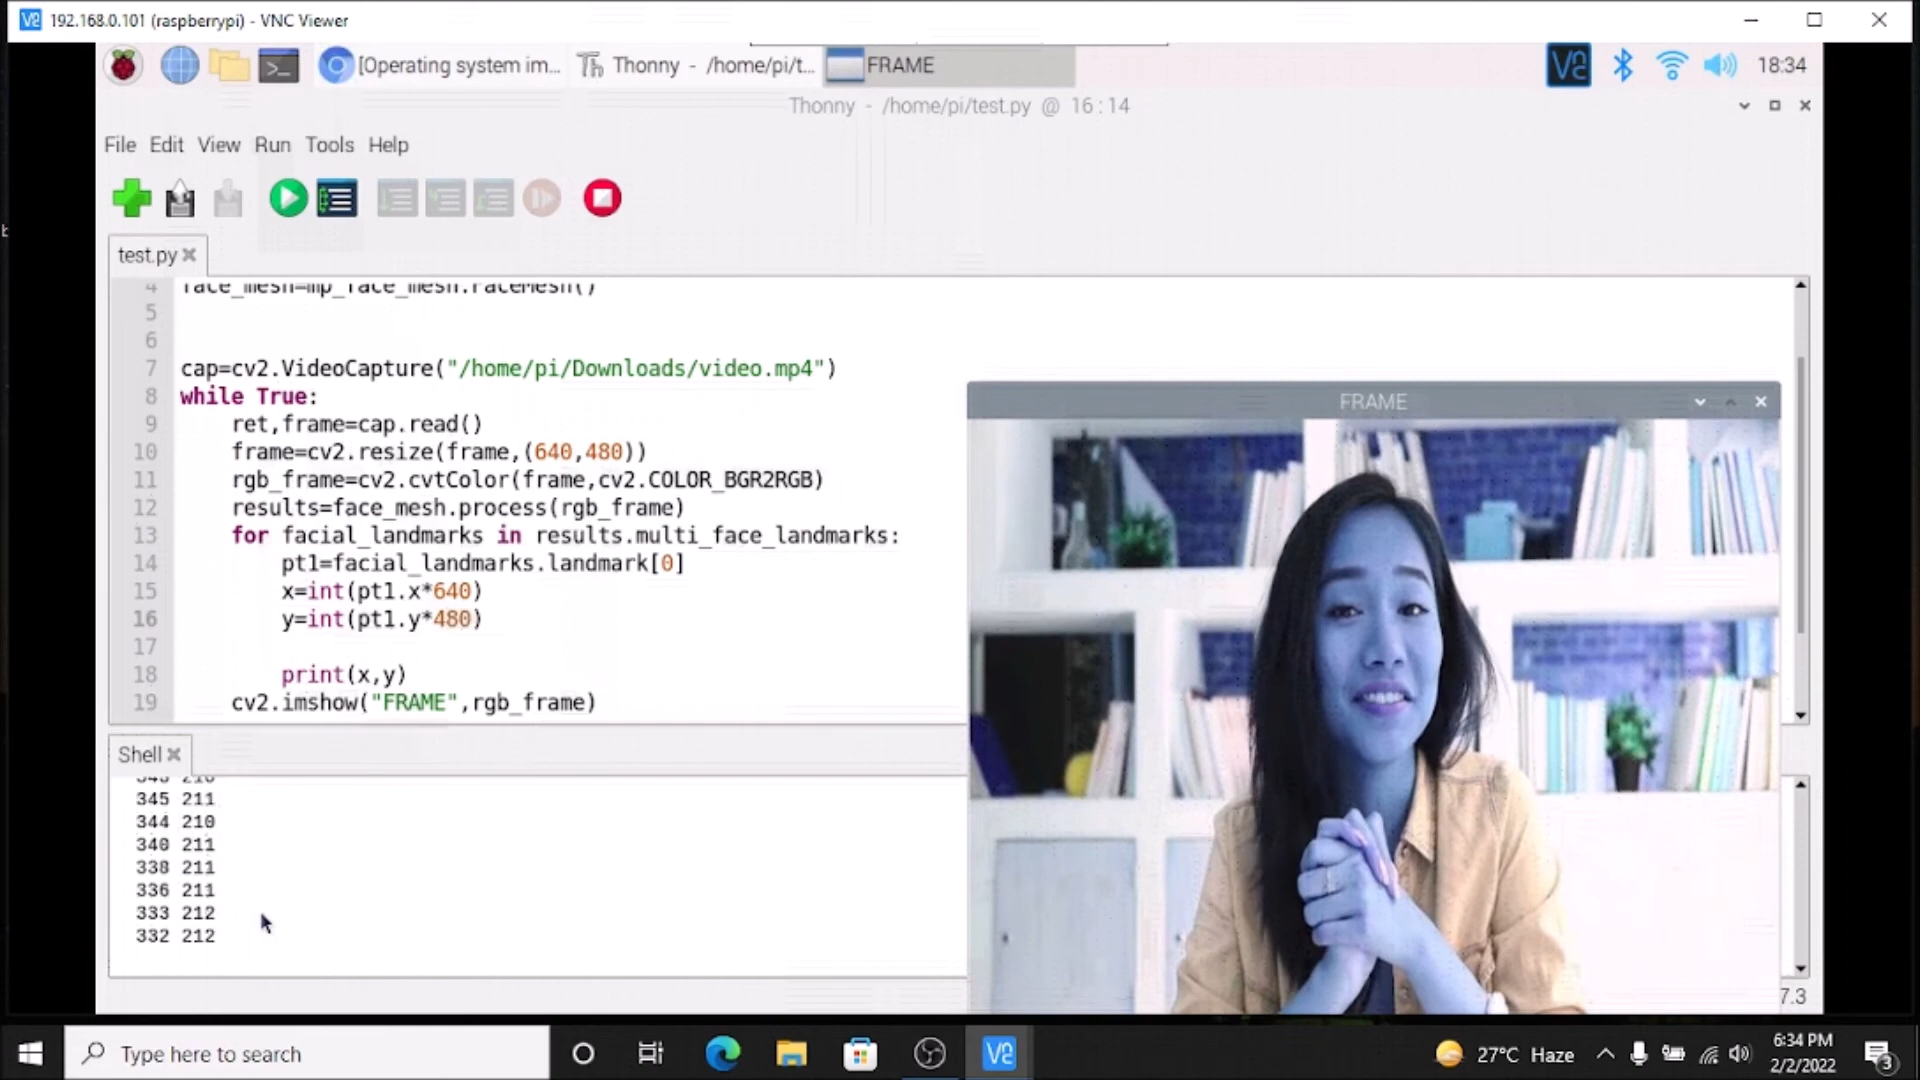 192.168.0.101 (raspberrypi) - VNC Viewer
[Operating system im...
Thonny - /home/pi/t...
FRAME
18:34
Thonny - /home/pi/test.py @ 16:14
File Edit View Run Tools Help
test.py
4 face_mesh=mp_face_mesh.FaceMesh()
5
6
7 cap=cv2.VideoCapture("/home/pi/Downloads/video.mp4")
8 while True:
9 ret,frame=cap.read()
10 frame=cv2.resize(frame,(640,480))
11 rgb_frame=cv2.cvtColor(frame,cv2.COLOR_BGR2RGB)
12 results=face_mesh.process(rgb_frame)
13 for facial_landmarks in results.multi_face_landmarks:
14 pt1=facial_landmarks.landmark[0]
15 x=int(pt1.x*640)
16 y=int(pt1.y*480)
17
18 print(x,y)
19 cv2.imshow("FRAME",rgb_frame)
FRAME
Shell
345 211
344 210
340 211
338 211
336 211
333 212
332 212
7.3
Type here to search
27°C Haze
6:34 PM
2/2/2022
3